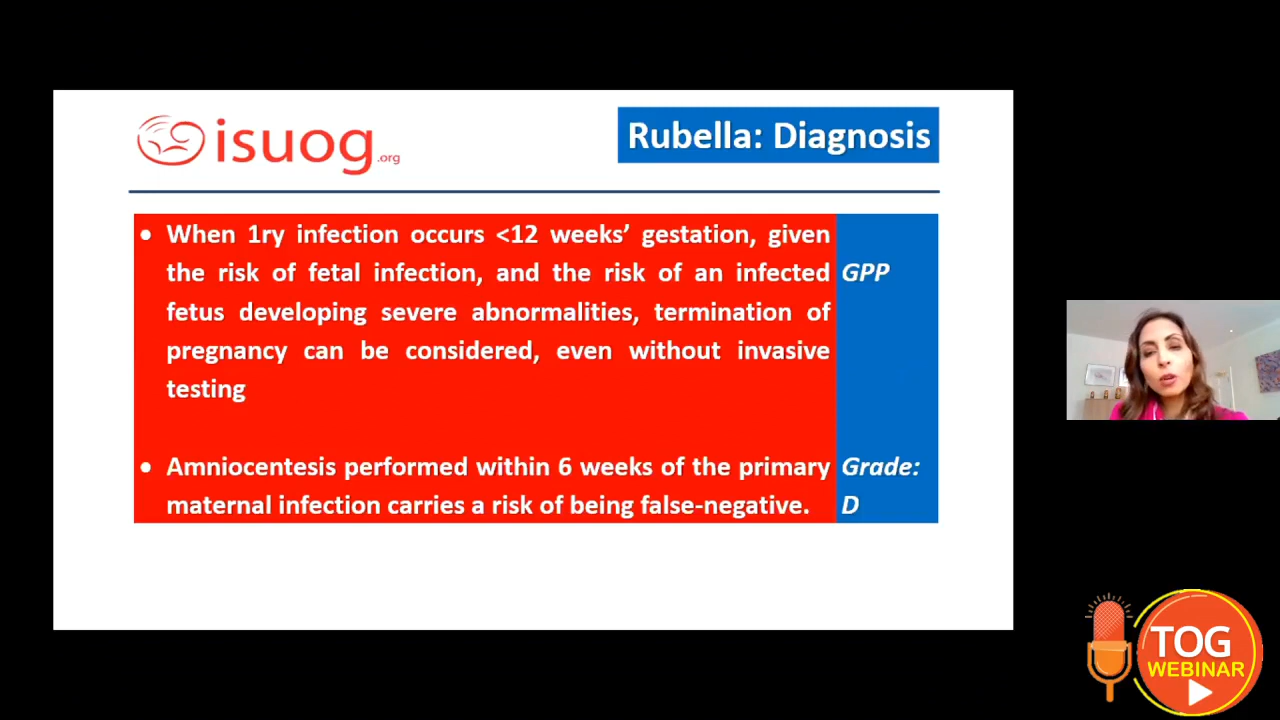 isuog.org
Rubella: Diagnosis
• When 1ry infection occurs <12 weeks’ gestation, given
the risk of fetal infection, and the risk of an infected
GPP
fetus developing severe abnormalities, termination of
pregnancy can be considered, even without invasive
testing
• Amniocentesis performed within 6 weeks of the primary
Grade:
maternal infection carries a risk of being false-negative.
D
TOG
WEBINAR